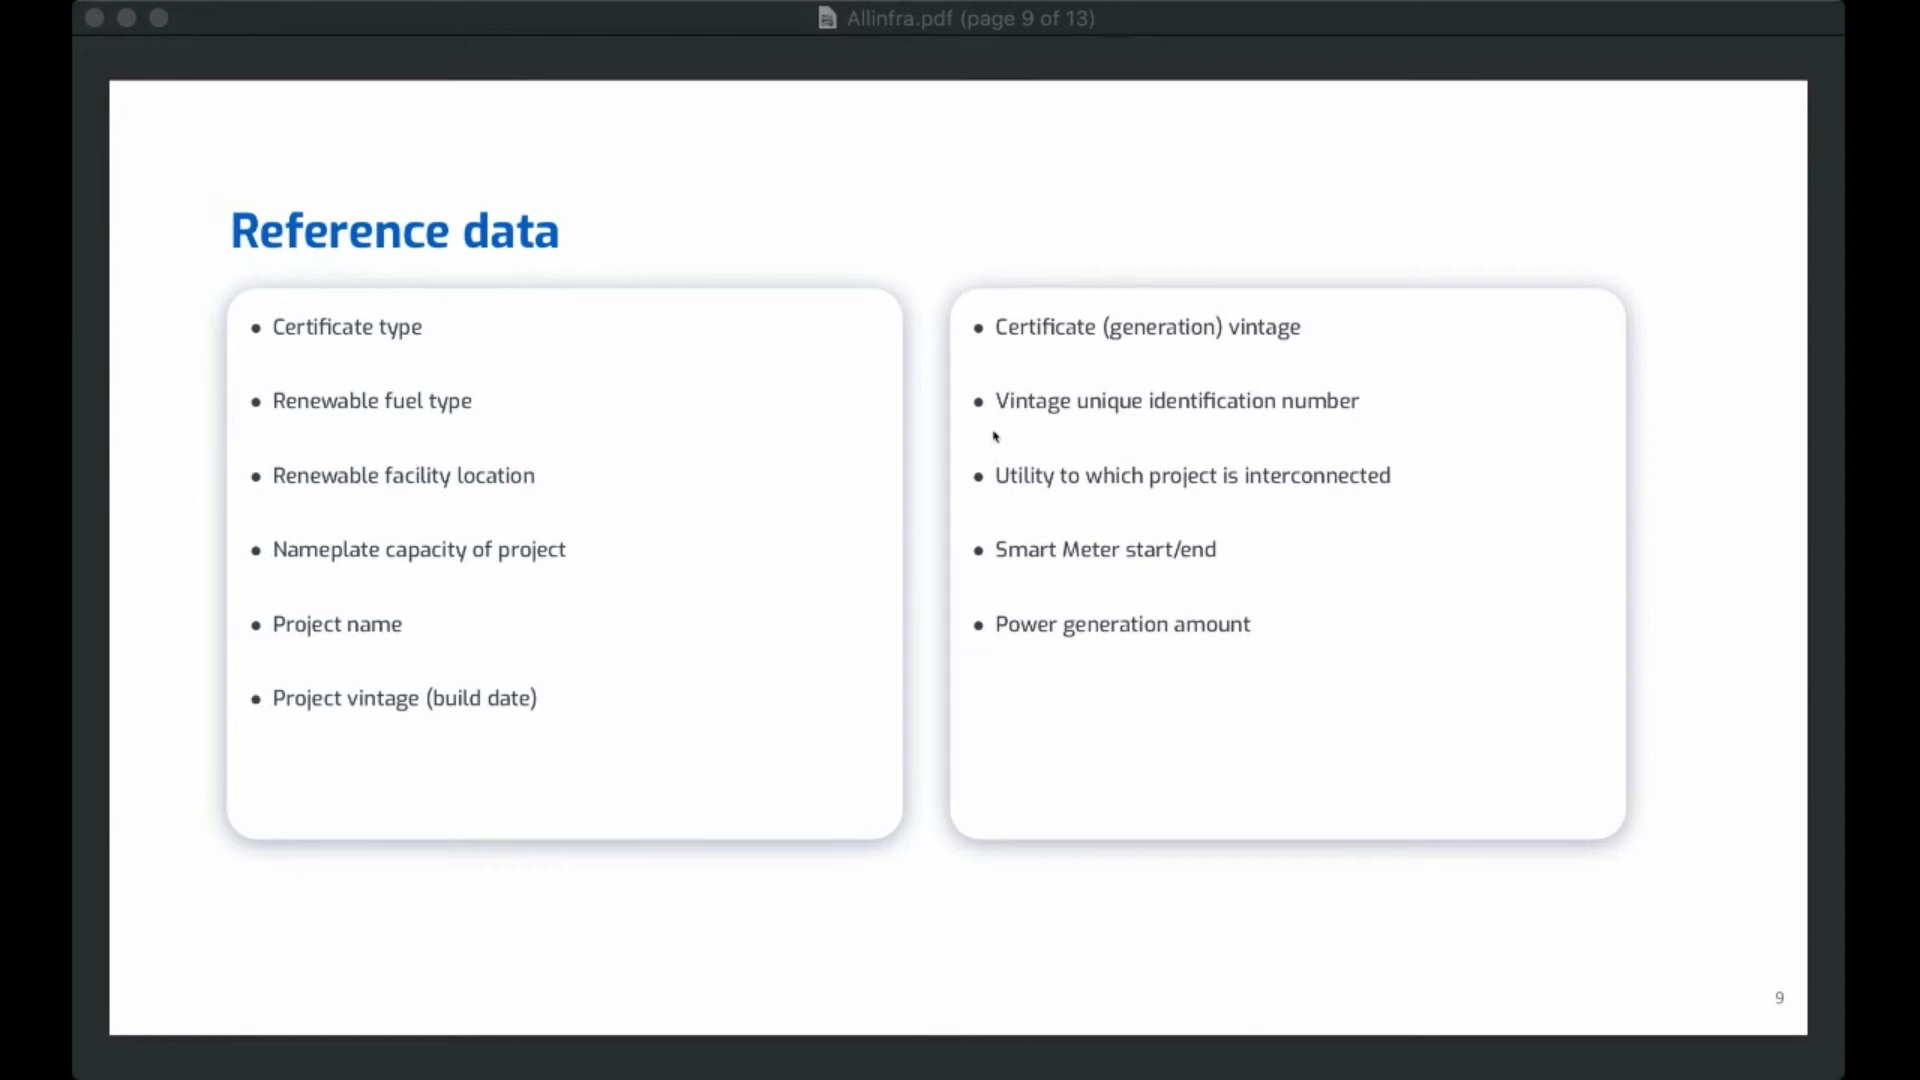 Allinfra.pdf (page 9 of 13)
Reference data
• Certificate type
• Renewable fuel type
• Renewable facility location
• Nameplate capacity of project
• Project name
• Project vintage (build date)
• Certificate (generation) vintage
• Vintage unique identification number
• Utility to which project is interconnected
• Smart Meter start/end
• Power generation amount
9